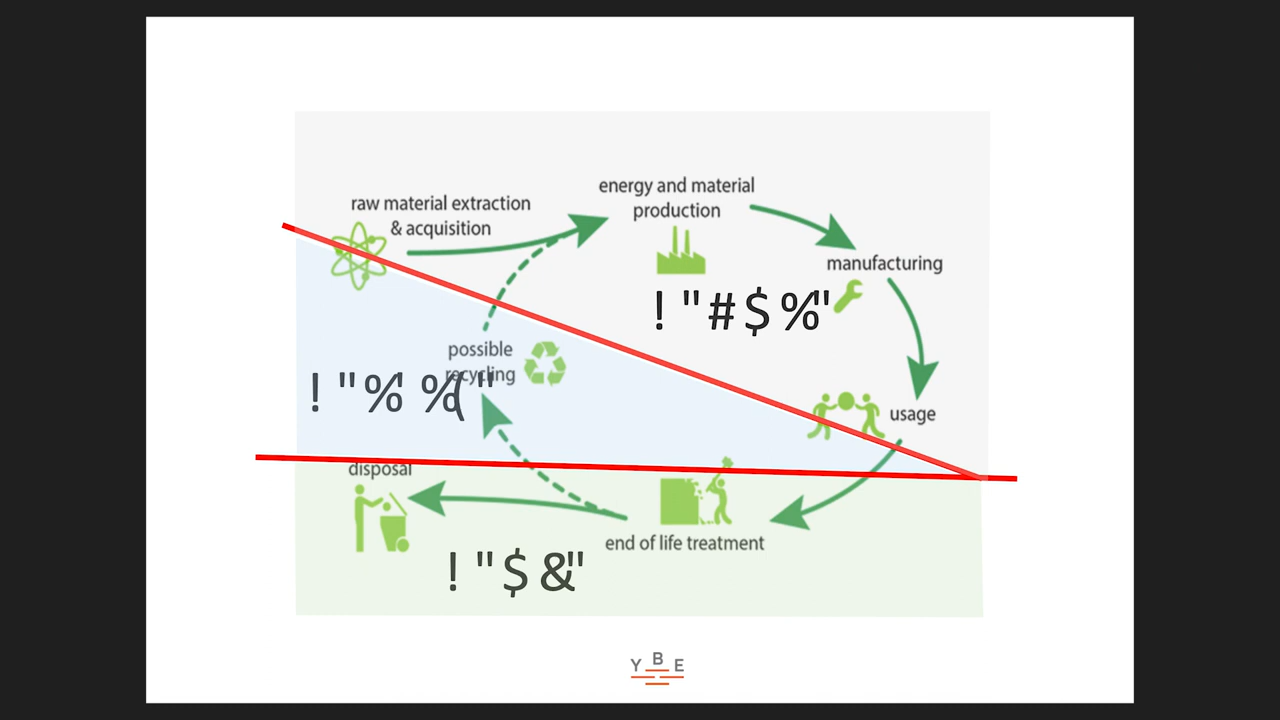 energy and material
production
raw material extraction
& acquisition
manufacturing
! "#$ %"
possible
recycling
! "%' %( "
usage
disposal
end of life treatment
! "$ &"
Y B E